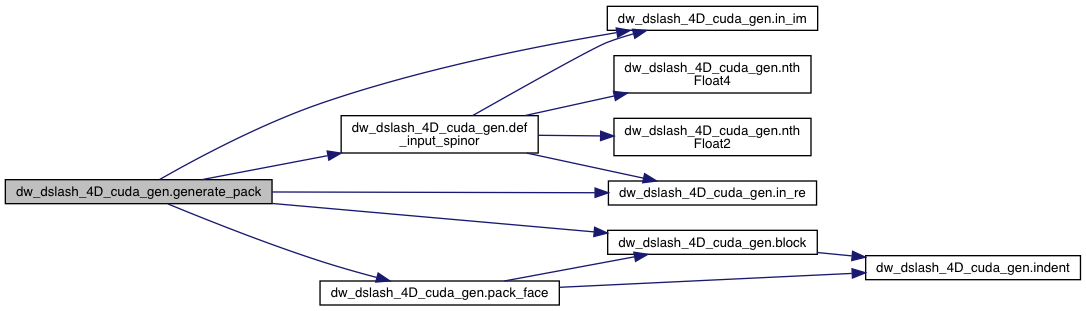 dw_dslash_4D_cuda_gen.in_im
dw_dslash_4D_cuda_gen.nth
Float4
dw_dslash_4D_cuda_gen.def
_input_spinor
dw_dslash_4D_cuda_gen.nth
Float2
dw_dslash_4D_cuda_gen.generate_pack
dw_dslash_4D_cuda_gen.in_re
dw_dslash_4D_cuda_gen.block
dw_dslash_4D_cuda_gen.indent
dw_dslash_4D_cuda_gen.pack_face